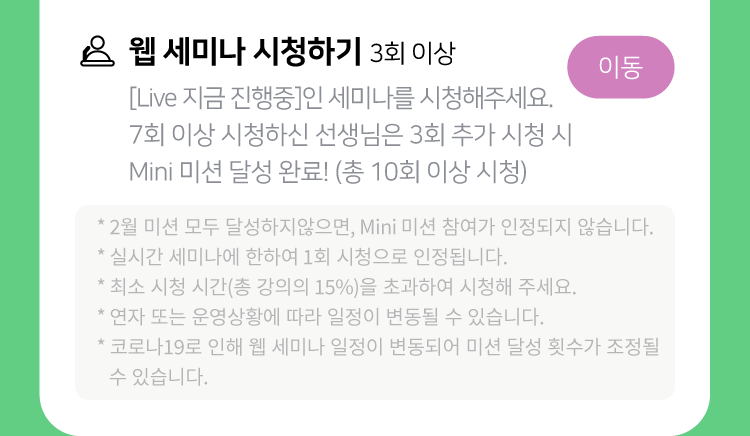 웹 세미나 시청하기 3회 이상
이동
[Live 지금 진행중]인 세미나를 시청해주세요.
7회 이상 시청하신 선생님은 3회 추가 시청 시
Mini 미션 달성 완료! (총 10회 이상 시청)
* 2월 미션 모두 달성하지않으면, Mini 미션 참여가 인정되지 않습니다.
* 실시간 세미나에 한하여 1회 시청으로 인정됩니다.
* 최소 시청 시간(총 강의의 15%)을 초과하여 시청해 주세요.
* 연자 또는 운영상황에 따라 일정이 변동될 수 있습니다.
* 코로나19로 인해 웹 세미나 일정이 변동되어 미션 달성 횟수가 조정될
수 있습니다.